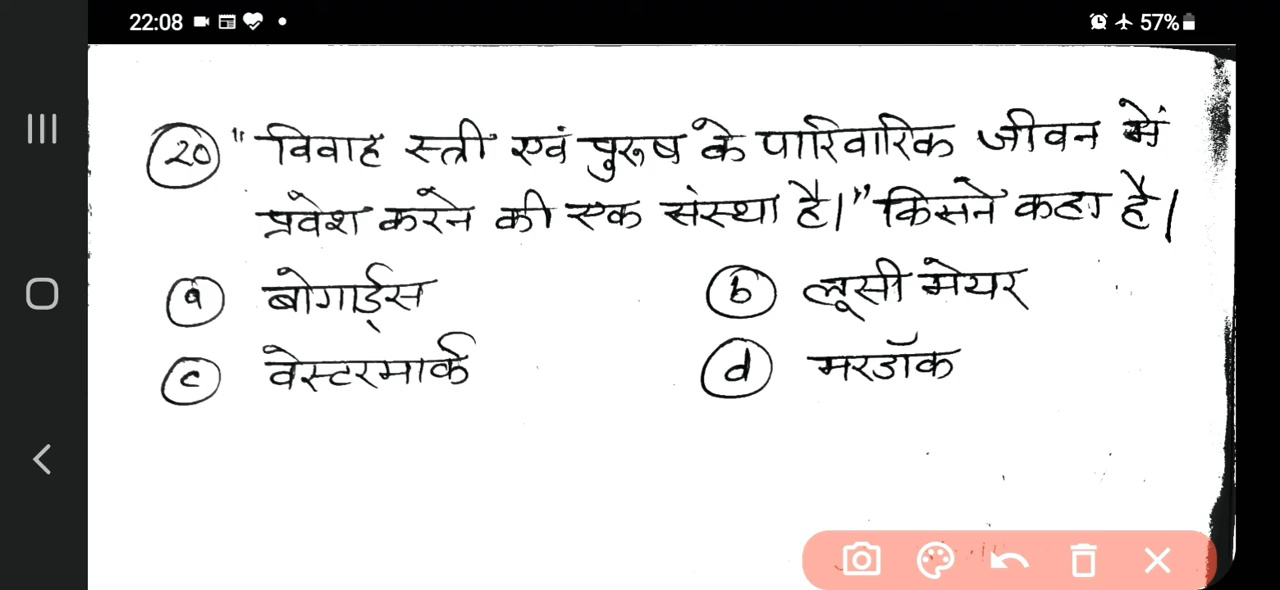 22:08
57%
20 "विवाह स्त्री एवं पुरुष के पारिवारिक जीवन में
प्रवेश करने की एक संस्था है।" किसने कहा है।
a बोगार्ड्स
b लूसी मेयर
c वेस्टरमार्क
d मरडॉक